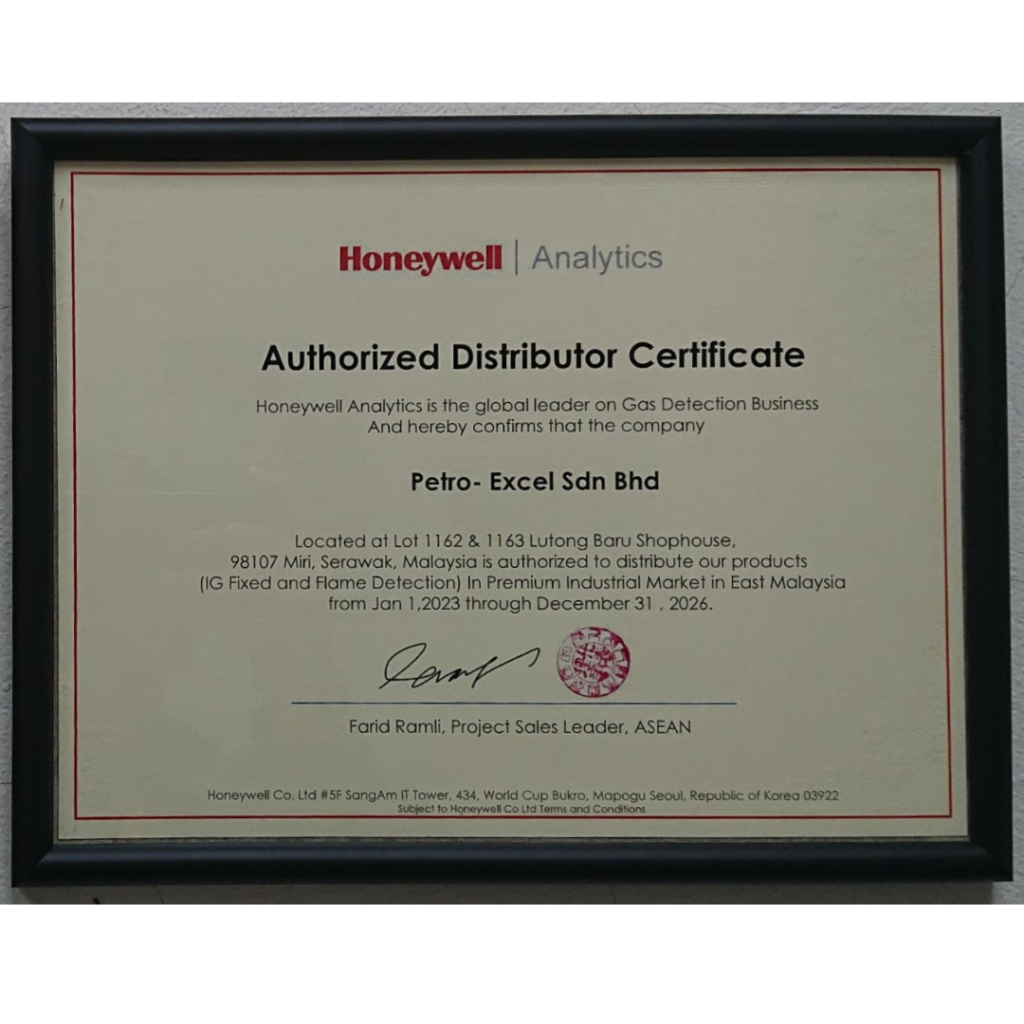 Honeywell | Analytics
Authorized Distributor Certificate
Honeywell Analytics is the global leader on Gas Detection Business
And hereby confirms that the company
Petro- Excel Sdn Bhd
Located at Lot 1162 & 1163 Lutong Baru Shophouse,
98107 Miri, Serawak, Malaysia is authorized to distribute our products
(IG Fixed and Flame Detection) In Premium Industrial Market in East Malaysia
from Jan 1,2023 through December 31 , 2026.
Farid Ramli, Project Sales Leader, ASEAN
Honeywell Co. Ltd #5F SangAm IT Tower, 434, World Cup Bukro, Mapogu Seoul, Republic of Korea 03922
Subject to Honeywell Co Ltd Terms and Conditions